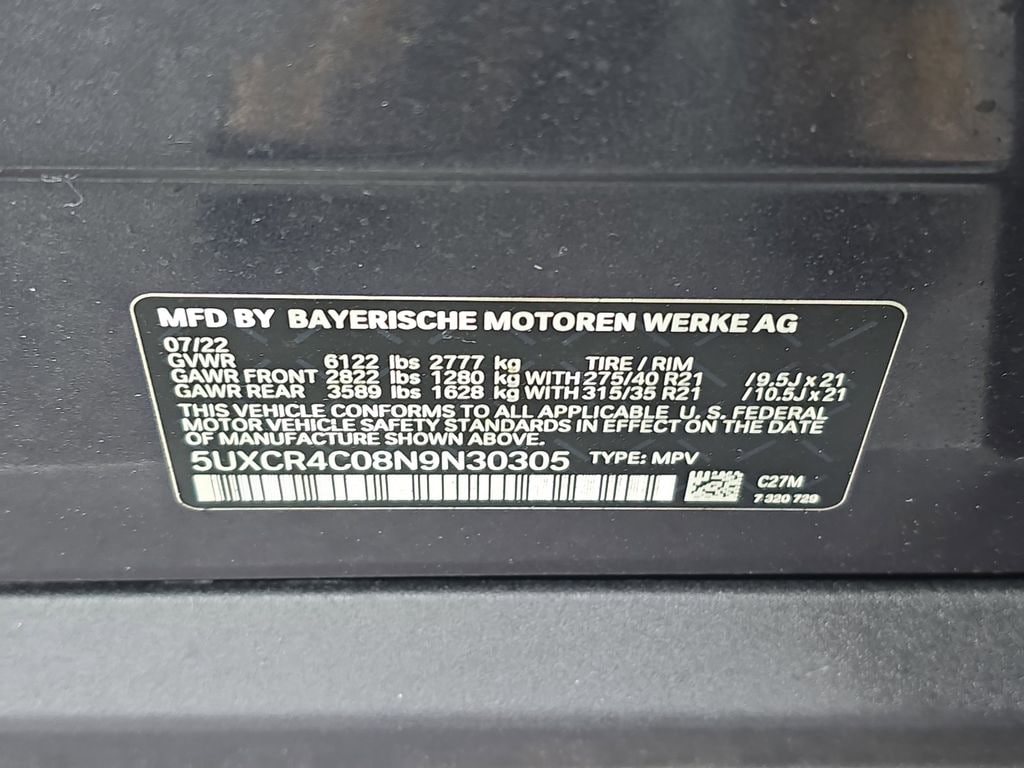 MFD BY BAYERISCHE MOTOREN WERKE AG
07/22
GVWR 6122 lbs 2777 kg TIRE / RIM
GAWR FRONT 2822 lbs 1280 kg WITH 275/40 R21 / 9.5J x 21
GAWR REAR 3589 lbs 1628 kg WITH 315/35 R21 / 10.5J x 21
THIS VEHICLE CONFORMS TO ALL APPLICABLE U. S. FEDERAL
MOTOR VEHICLE SAFETY STANDARDS IN EFFECT ON THE DATE
OF MANUFACTURE SHOWN ABOVE.
5UXCR4C08N9N30305 TYPE: MPV
C27M
7 320 729